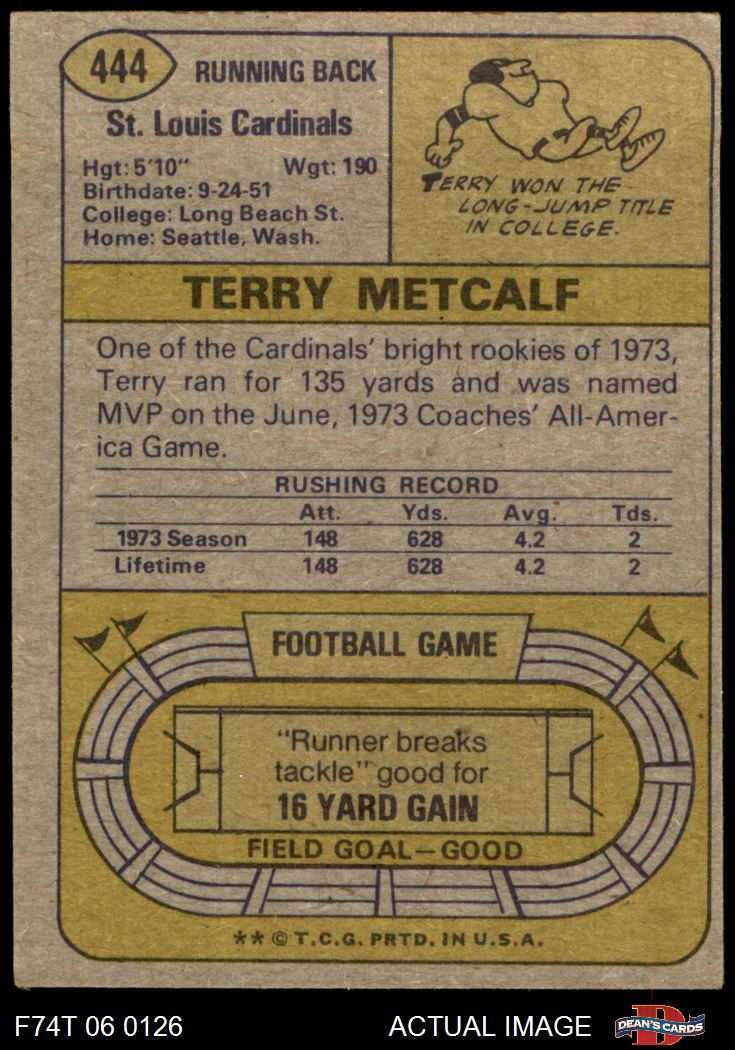 444
RUNNING BACK
St. Louis Cardinals
Hgt: 5'10" Wgt: 190
Birthdate: 9-24-51
College: Long Beach St.
Home: Seattle, Wash.
TERRY WON THE
LONG-JUMP TITLE
IN COLLEGE.
TERRY METCALF
One of the Cardinals' bright rookies of 1973,
Terry ran for 135 yards and was named
MVP on the June, 1973 Coaches' All-Amer-
ica Game.
RUSHING RECORD
Att. Yds. Avg. Tds.
1973 Season 148 628 4.2 2
Lifetime 148 628 4.2 2
FOOTBALL GAME
"Runner breaks
tackle" good for
16 YARD GAIN
FIELD GOAL—GOOD
** © T.C.G. PRTD. IN U.S.A.
F74T 06 0126 ACTUAL IMAGE
D
DEAN'S CARDS